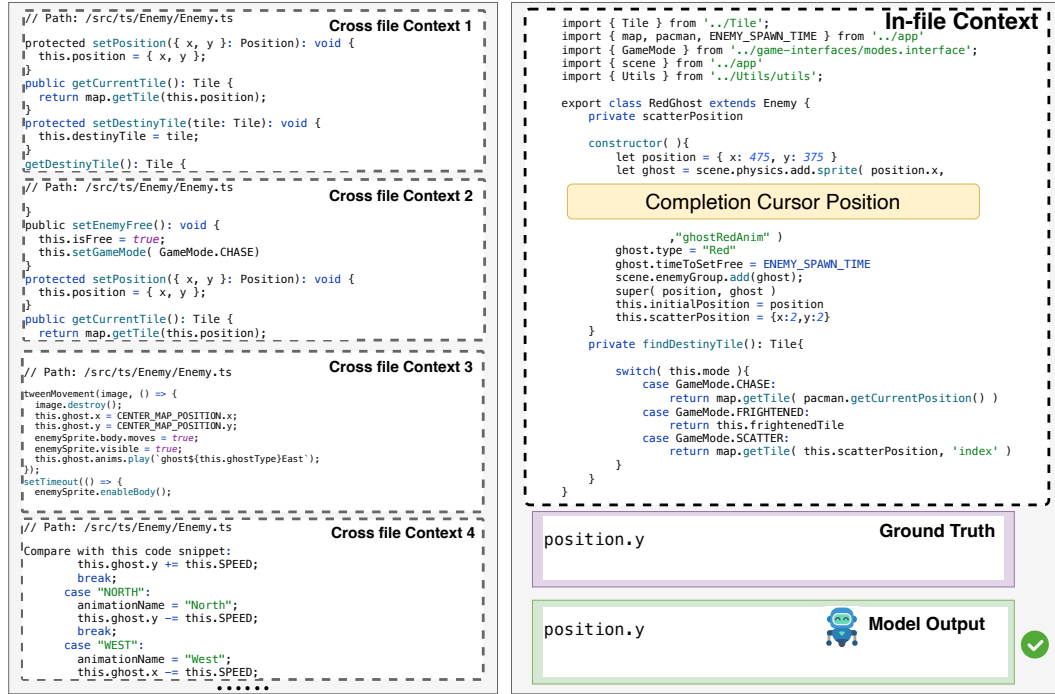 // Path: /src/ts/Enemy/Enemy.ts
Cross file Context 1
protected setPosition({ x, y }: Position): void {
  this.position = { x, y };
}
public getCurrentTile(): Tile {
  return map.getTile(this.position);
}
protected setDestinyTile(tile: Tile): void {
  this.destinyTile = tile;
}
getDestinyTile(): Tile {
// Path: /src/ts/Enemy/Enemy.ts
Cross file Context 2
}
public setEnemyFree(): void {
  this.isFree = true;
  this.setGameMode( GameMode.CHASE)
}
protected setPosition({ x, y }: Position): void {
  this.position = { x, y };
}
public getCurrentTile(): Tile {
  return map.getTile(this.position);
Cross file Context 3
// Path: /src/ts/Enemy/Enemy.ts
tweenMovement(image, () => {
  image.destroy();
  this.ghost.x = CENTER_MAP_POSITION.x;
  this.ghost.y = CENTER_MAP_POSITION.y;
  enemySprite.body.moves = true;
  enemySprite.visible = true;
  this.ghost.anims.play(`ghost${this.ghostType}East`);
});
setTimeout(() => {
  enemySprite.enableBody();
// Path: /src/ts/Enemy/Enemy.ts
Cross file Context 4
Compare with this code snippet:
        this.ghost.y += this.SPEED;
        break;
      case "NORTH":
        animationName = "North";
        this.ghost.y -= this.SPEED;
        break;
      case "WEST":
        animationName = "West";
        this.ghost.x -= this.SPEED;
......
In-file Context
import { Tile } from '../Tile';
import { map, pacman, ENEMY_SPAWN_TIME } from '../app'
import { GameMode } from '../game-interfaces/modes.interface';
import { scene } from '../app'
import { Utils } from '../Utils/utils';
export class RedGhost extends Enemy {
    private scatterPosition
    constructor( ){
        let position = { x: 475, y: 375 }
        let ghost = scene.physics.add.sprite( position.x,
Completion Cursor Position
                ,"ghostRedAnim" )
        ghost.type = "Red"
        ghost.timeToSetFree = ENEMY_SPAWN_TIME
        scene.enemyGroup.add(ghost);
        super( position, ghost )
        this.initialPosition = position
        this.scatterPosition = {x:2,y:2}
    }
    private findDestinyTile(): Tile{
        switch( this.mode ){
            case GameMode.CHASE:
                return map.getTile( pacman.getCurrentPosition() )
            case GameMode.FRIGHTENED:
                return this.frightenedTile
            case GameMode.SCATTER:
                return map.getTile( this.scatterPosition, 'index' )
        }
    }
}
Ground Truth
position.y
Model Output
position.y